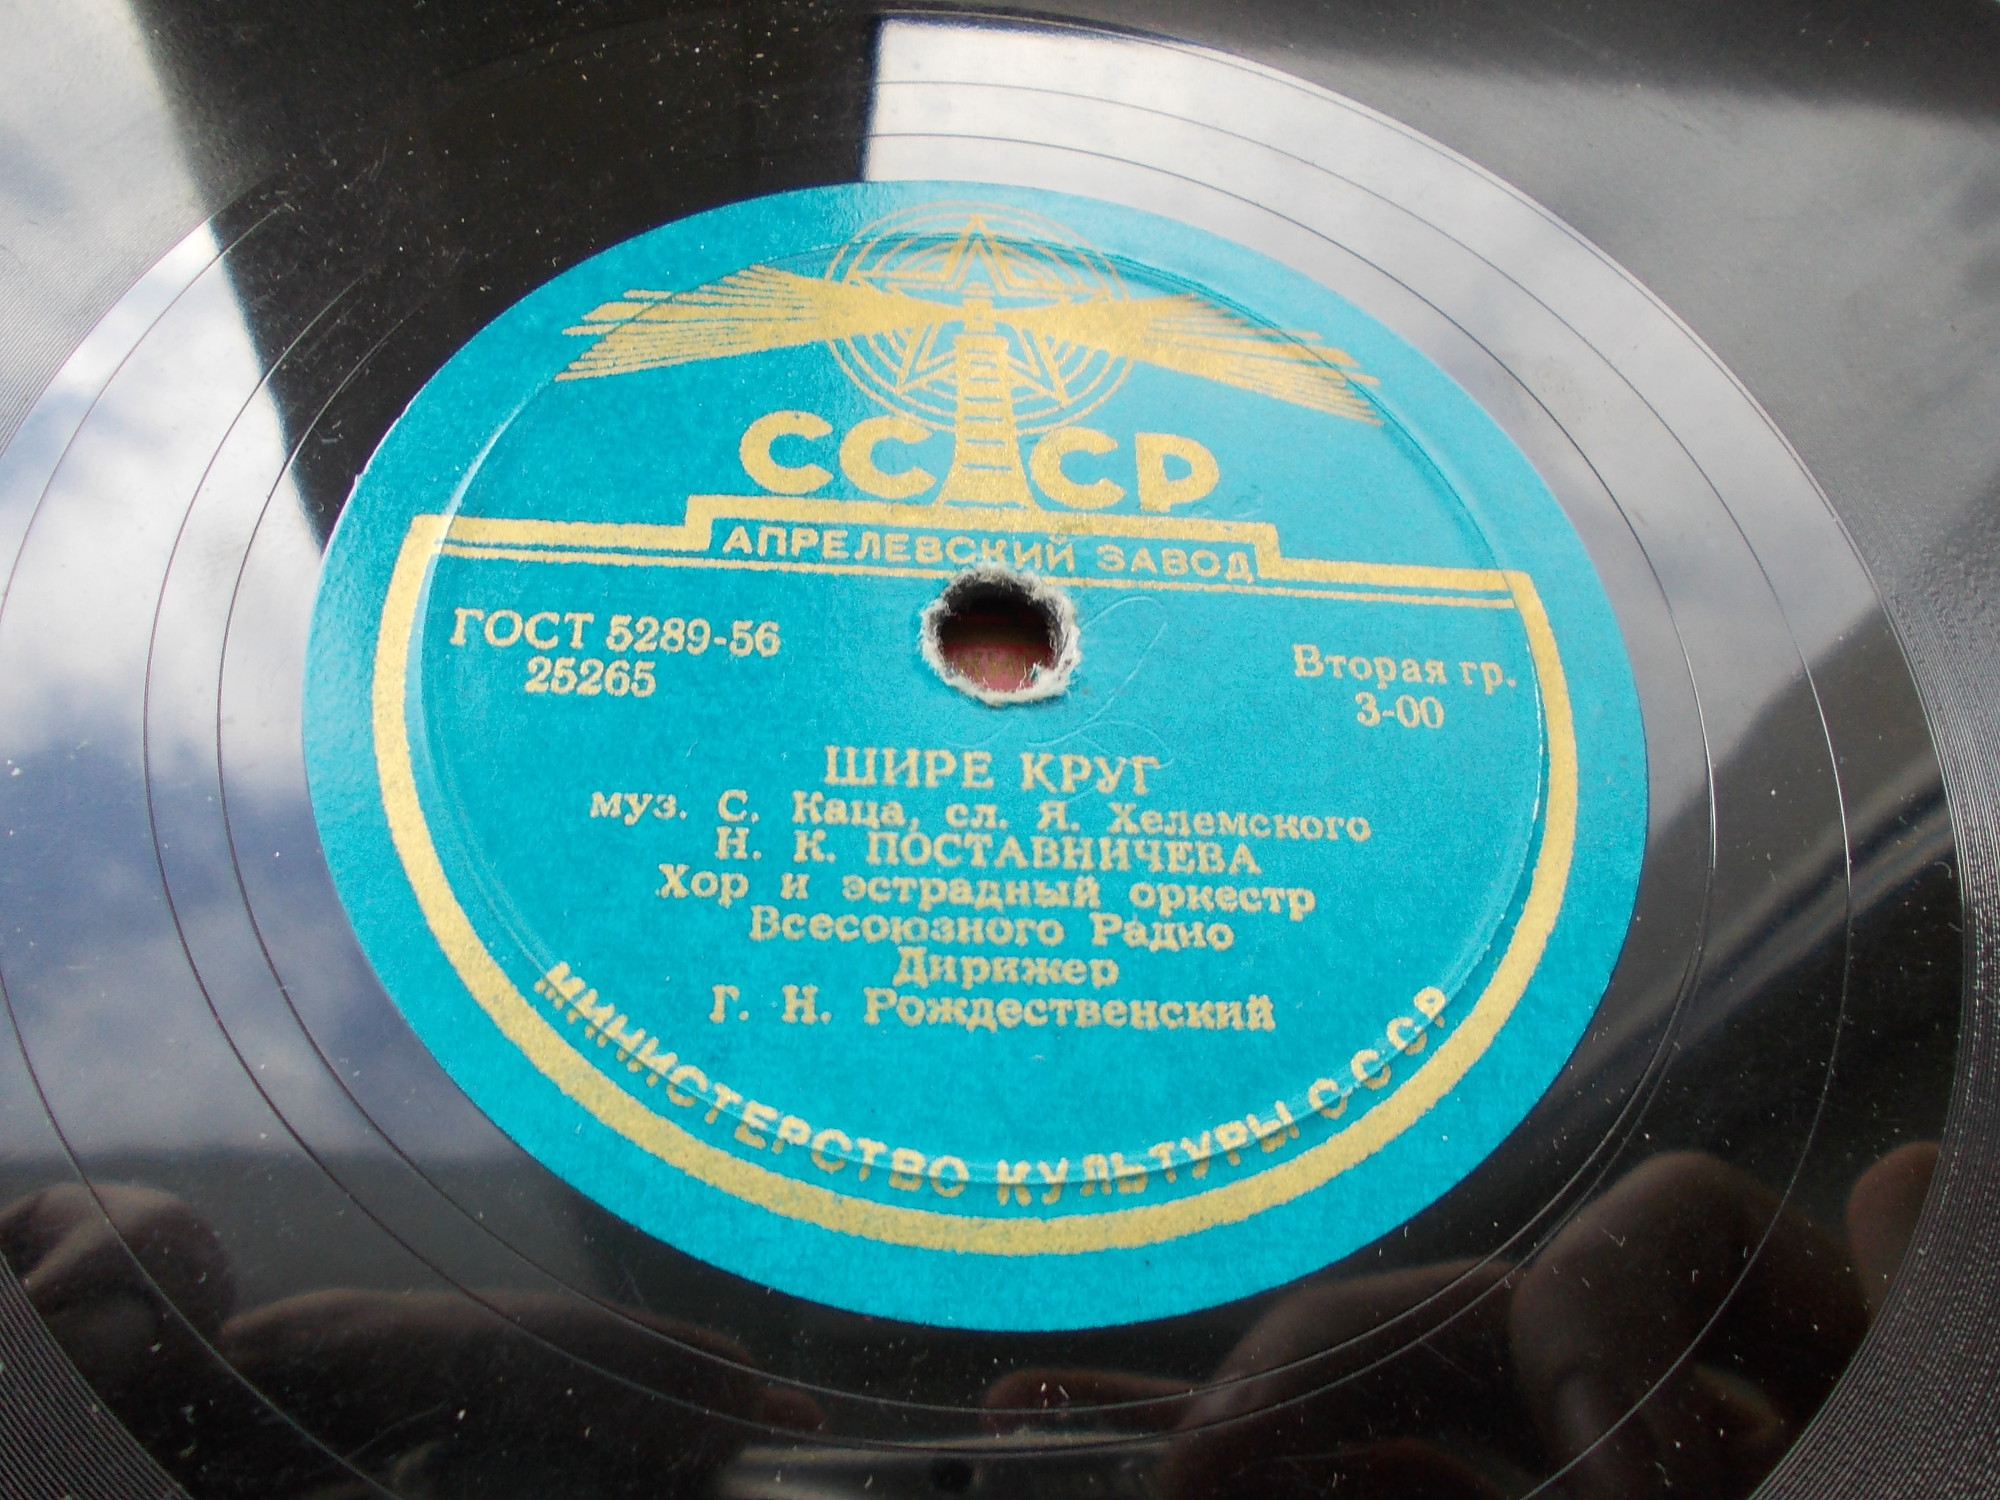 СССР
АПРЕЛЕВСКИЙ ЗАВОД
ГОСТ 5289-56
25265
Вторая гр.
3-00
ШИРЕ КРУГ
муз. С. Каца, сл. Я. Хелемского
Н. К. ПОСТАВНИЧЕВА
Хор и эстрадный оркестр
Всесоюзного Радио
Дирижер
Г. Н. Рождественский
МИНИСТЕРСТВО КУЛЬТУРЫ СССР